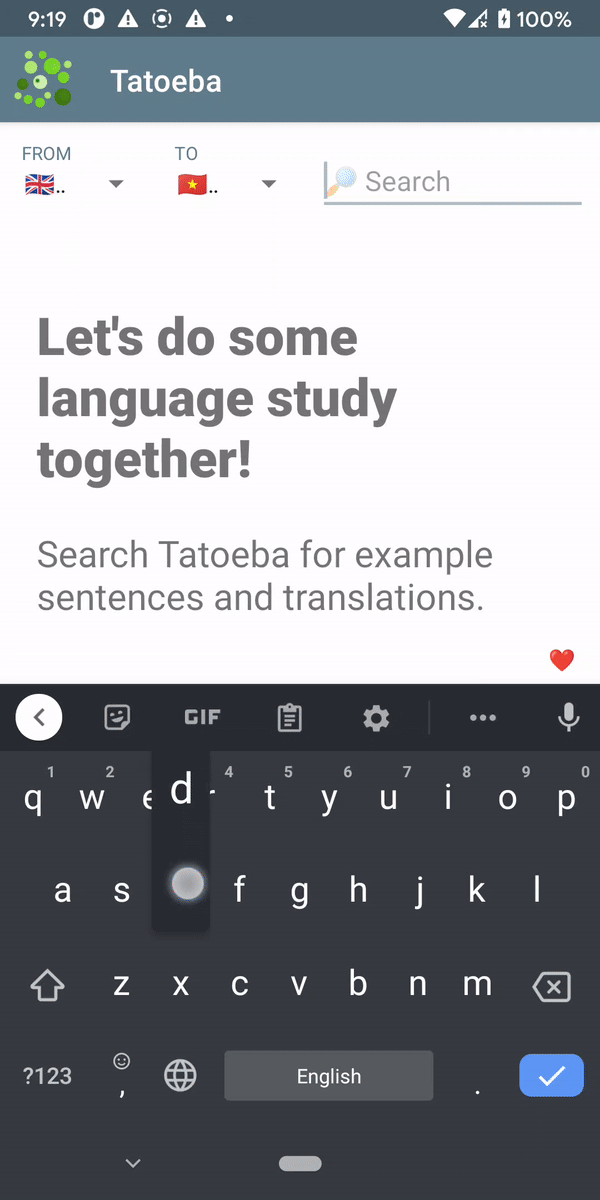 9:19
100%
Tatoeba
FROM
TO
..
..
Search
Let's do some
language study
together!
Search Tatoeba for example
sentences and translations.
GIF
1 2 4 5 6 7 8 9 0
q w e d r t y u i o p
a s f g h j k l
z x c v b n m
?123 , English .